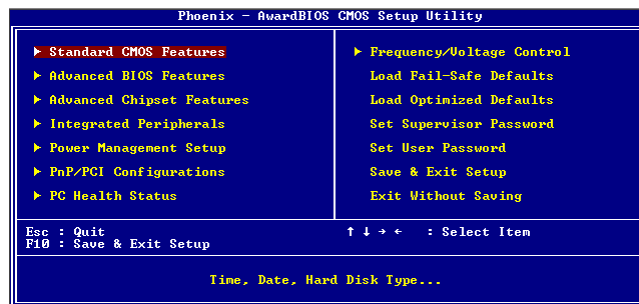 Phoenix - AwardBIOS CMOS Setup Utility
▶ Standard CMOS Features
▶ Advanced BIOS Features
▶ Advanced Chipset Features
▶ Integrated Peripherals
▶ Power Management Setup
▶ PnP/PCI Configurations
▶ PC Health Status
▶ Frequency/Voltage Control
Load Fail-Safe Defaults
Load Optimized Defaults
Set Supervisor Password
Set User Password
Save & Exit Setup
Exit Without Saving
Esc : Quit
F10 : Save & Exit Setup
↑ ↓ → ← : Select Item
Time, Date, Hard Disk Type...